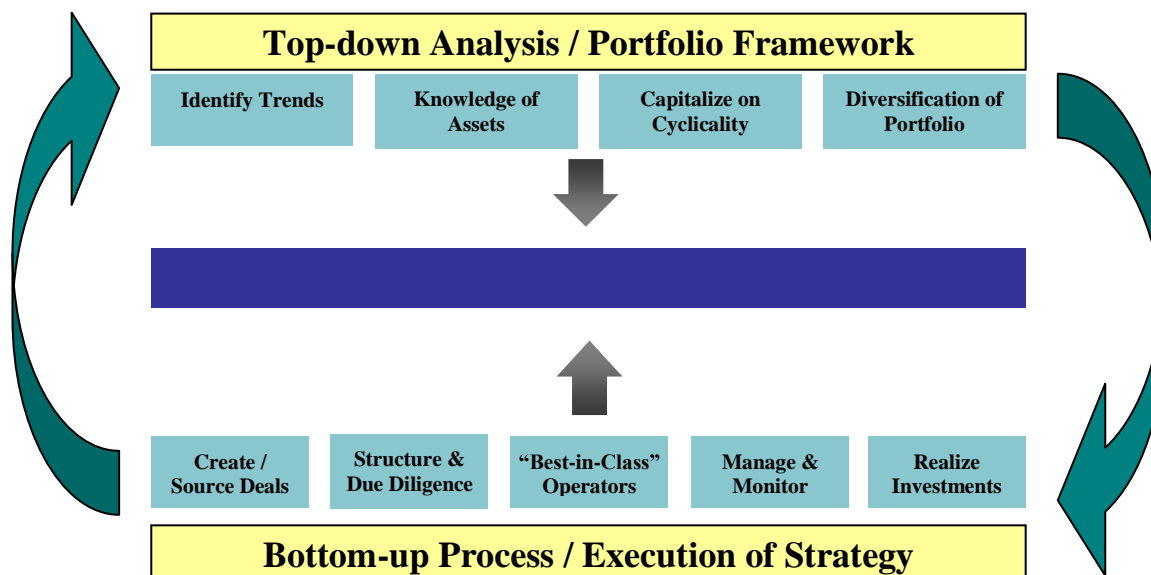 Top-down Analysis / Portfolio Framework
Identify Trends
Knowledge of
Assets
Capitalize on
Cyclicality
Diversification of
Portfolio
Create /
Source Deals
Structure &
Due Diligence
“Best-in-Class”
Operators
Manage &
Monitor
Realize
Investments
Bottom-up Process / Execution of Strategy